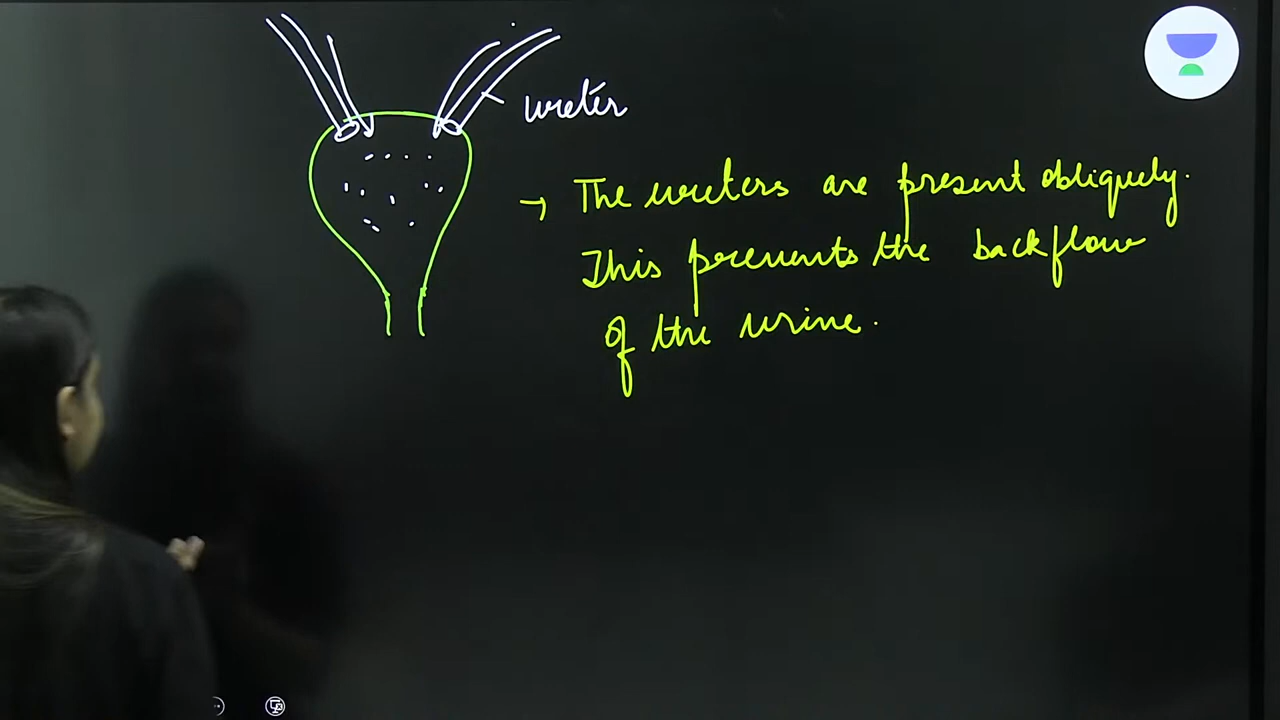 ureter
→ The ureters are present obliquely.
This prevents the backflow
of the urine.